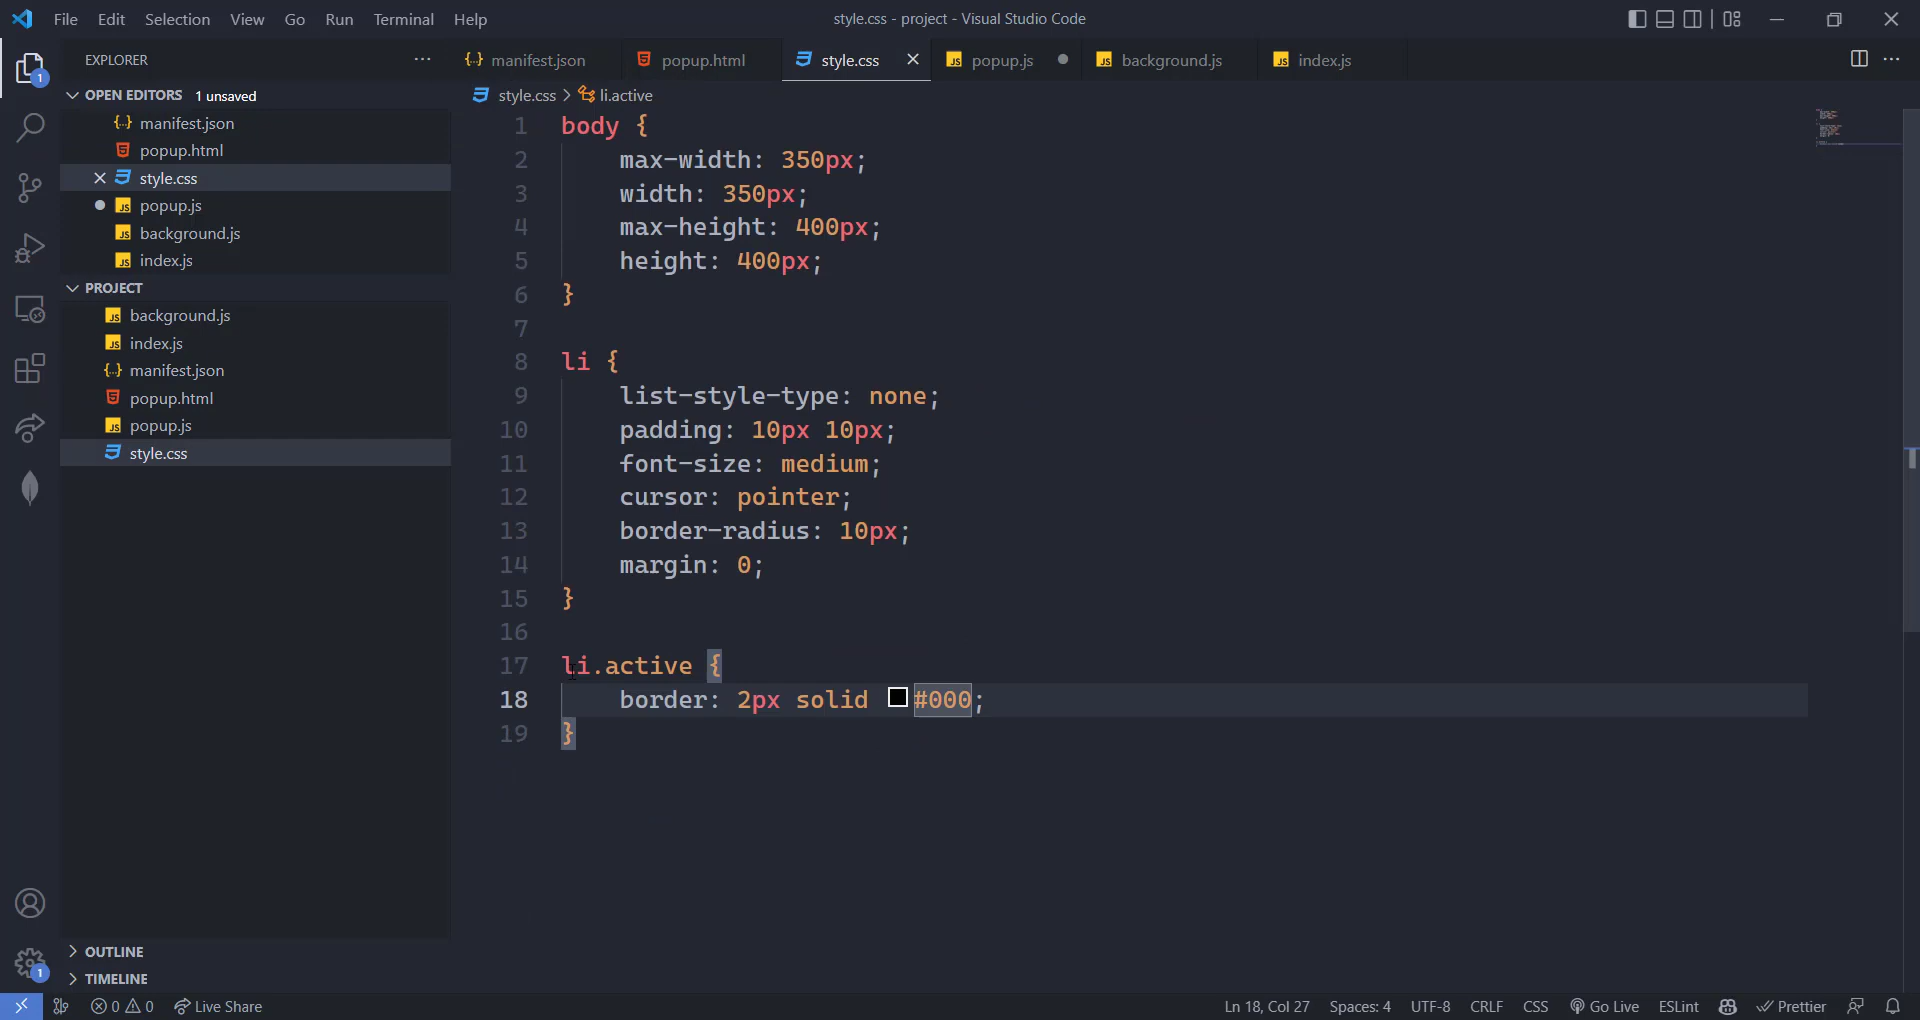 File Edit Selection View Go Run Terminal Help
style.css - project - Visual Studio Code
EXPLORER
OPEN EDITORS 1 unsaved
manifest.json
popup.html
style.css
popup.js
background.js
index.js
PROJECT
background.js
index.js
manifest.json
popup.html
popup.js
style.css
OUTLINE
TIMELINE
manifest.json popup.html style.css popup.js background.js index.js
style.css > li.active
1 body {
2 max-width: 350px;
3 width: 350px;
4 max-height: 400px;
5 height: 400px;
6 }
7
8 li {
9 list-style-type: none;
10 padding: 10px 10px;
11 font-size: medium;
12 cursor: pointer;
13 border-radius: 10px;
14 margin: 0;
15 }
16
17 li.active {
18 border: 2px solid #000;
19 }
1
1
0 0 Live Share
Ln 18, Col 27 Spaces: 4 UTF-8 CRLF CSS Go Live ESLint Prettier